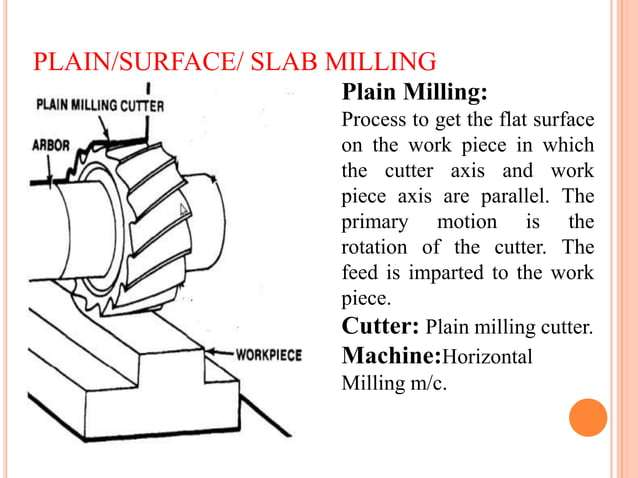 PLAIN/SURFACE/ SLAB MILLING
PLAIN MILLING CUTTER
ARBOR
WORKPIECE
Plain Milling:
Process to get the flat surface
on the work piece in which
the cutter axis and work
piece axis are parallel. The
primary motion is the
rotation of the cutter. The
feed is imparted to the work
piece.
Cutter: Plain milling cutter.
Machine:Horizontal
Milling m/c.